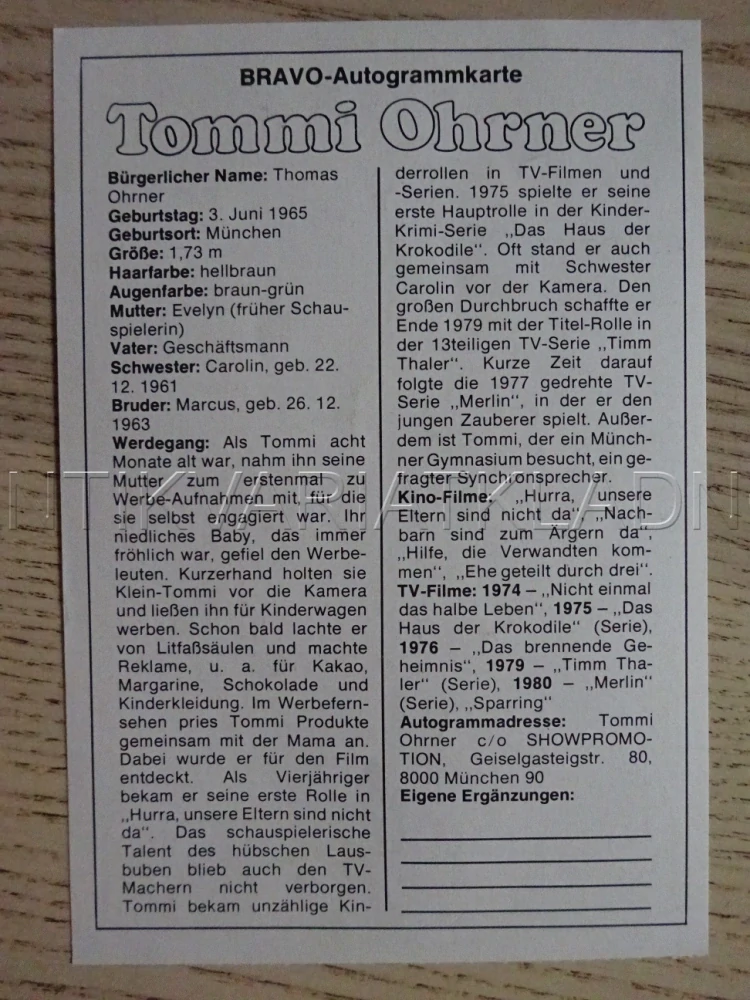 BRAVO-Autogrammkarte
Tommi Ohrner
Bürgerlicher Name: Thomas
Ohrner
Geburtstag: 3. Juni 1965
Geburtsort: München
Größe: 1,73 m
Haarfarbe: hellbraun
Augenfarbe: braun-grün
Mutter: Evelyn (früher Schau-
spielerin)
Vater: Geschäftsmann
Schwester: Carolin, geb. 22.
12. 1961
Bruder: Marcus, geb. 26. 12.
1963
Werdegang: Als Tommi acht
Monate alt war, nahm ihn seine
Mutter zum erstenmal zu
Werbe-Aufnahmen mit, für die
sie selbst engagiert war. Ihr
niedliches Baby, das immer
fröhlich war, gefiel den Werbe-
leuten. Kurzerhand holten sie
Klein-Tommi vor die Kamera
und ließen ihn für Kinderwagen
werben. Schon bald lachte er
von Litfaßsäulen und machte
Reklame, u. a. für Kakao,
Margarine, Schokolade und
Kinderkleidung. Im Werbefern-
sehen pries Tommi Produkte
gemeinsam mit der Mama an.
Dabei wurde er für den Film
entdeckt. Als Vierjähriger
bekam er seine erste Rolle in
„Hurra, unsere Eltern sind nicht
da". Das schauspielerische
Talent des hübschen Laus-
buben blieb auch den TV-
Machern nicht verborgen.
Tommi bekam unzählige Kin-
derrollen in TV-Filmen und
-Serien. 1975 spielte er seine
erste Hauptrolle in der Kinder-
Krimi-Serie „Das Haus der
Krokodile". Oft stand er auch
gemeinsam mit Schwester
Carolin vor der Kamera. Den
großen Durchbruch schaffte er
Ende 1979 mit der Titel-Rolle in
der 13teiligen TV-Serie „Timm
Thaler". Kurze Zeit darauf
folgte die 1977 gedrehte TV-
Serie „Merlin", in der er den
jungen Zauberer spielt. Außer-
dem ist Tommi, der ein Münch-
ner Gymnasium besucht, ein ge-
fragter Synchronsprecher.
Kino-Filme: „Hurra, unsere
Eltern sind nicht da" „Nach-
barn sind zum Ärgern da",
„Hilfe, die Verwandten kom-
men", „Ehe geteilt durch drei".
TV-Filme: 1974 – „Nicht einmal
das halbe Leben", 1975 – „Das
Haus der Krokodile" (Serie),
1976 – „Das brennende Ge-
heimnis", 1979 – „Timm Tha-
ler" (Serie), 1980 – „Merlin"
(Serie), „Sparring"
Autogrammadresse: Tommi
Ohrner c/o SHOWPROMO-
TION, Geiselgasteigstr. 80,
8000 München 90
Eigene Ergänzungen: